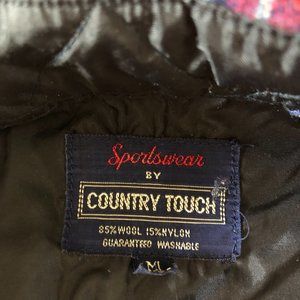 Sportswear
BY
COUNTRY TOUCH
85% WOOL 15% NYLON
GUARANTEED WASHABLE
M